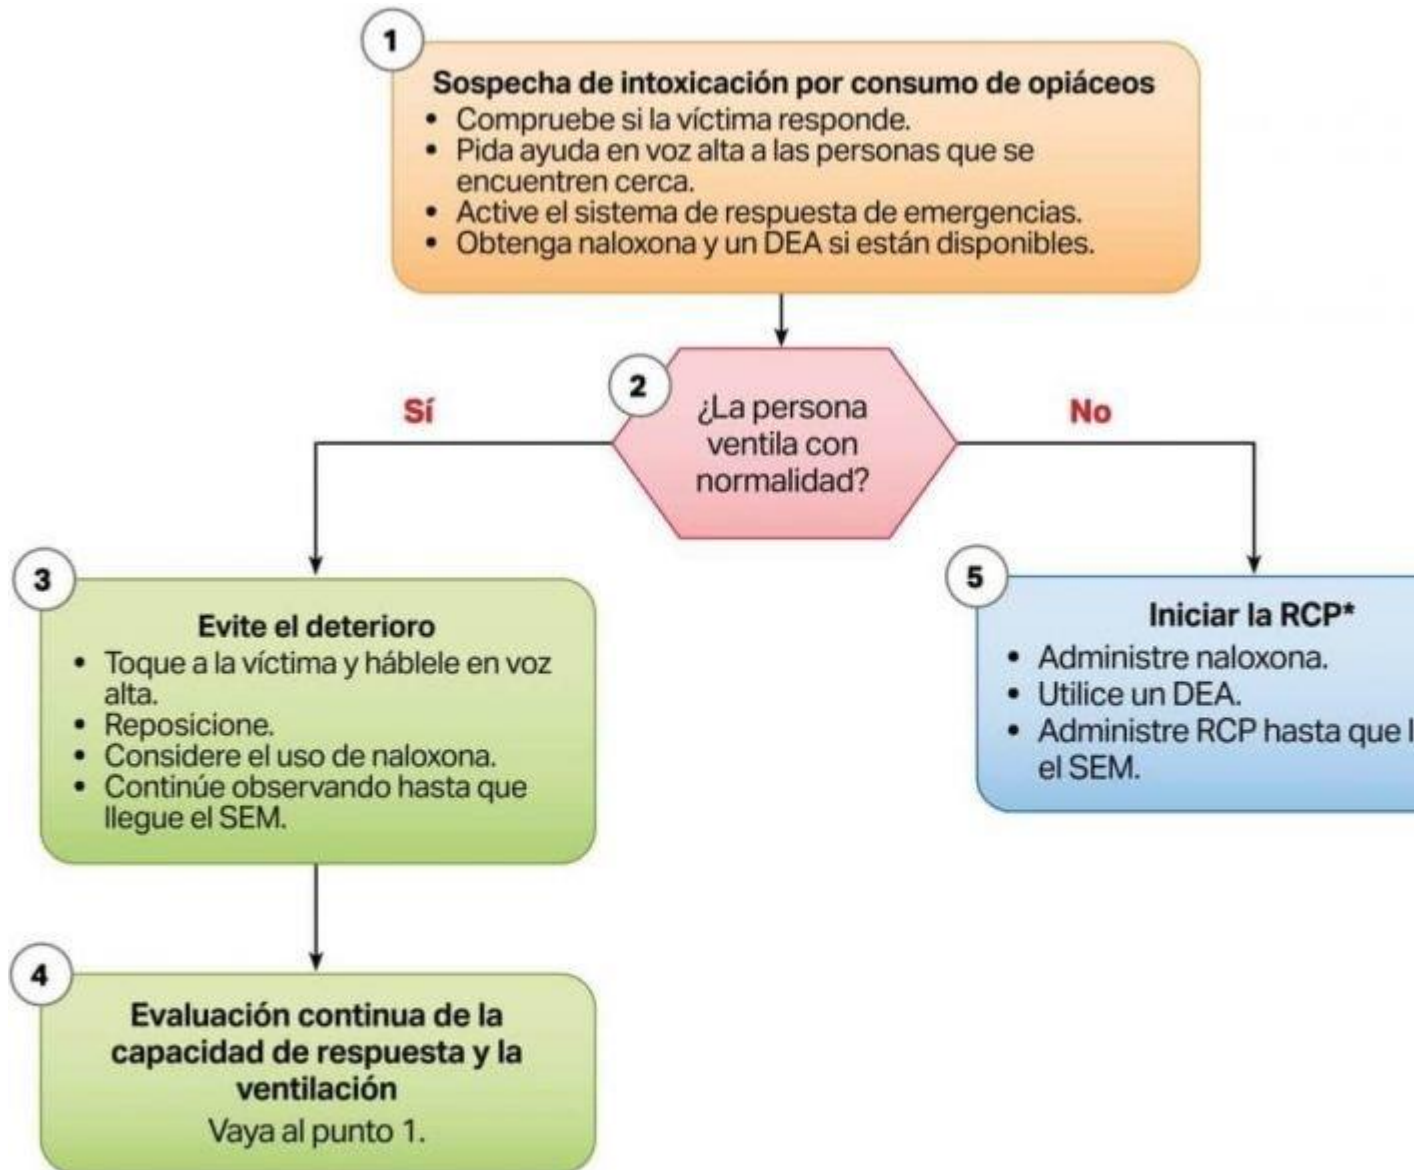 1
Sospecha de intoxicación por consumo de opiáceos
• Compruebe si la víctima responde.
• Pida ayuda en voz alta a las personas que se
encuentren cerca.
• Active el sistema de respuesta de emergencias.
• Obtenga naloxona y un DEA si están disponibles.
2
¿La persona
ventila con
normalidad?
Sí
No
3
Evite el deterioro
• Toque a la víctima y háblele en voz
alta.
• Reposicione.
• Considere el uso de naloxona.
• Continúe observando hasta que
llegue el SEM.
4
Evaluación continua de la
capacidad de respuesta y la
ventilación
Vaya al punto 1.
5
Iniciar la RCP*
• Administre naloxona.
• Utilice un DEA.
• Administre RCP hasta que
el SEM.